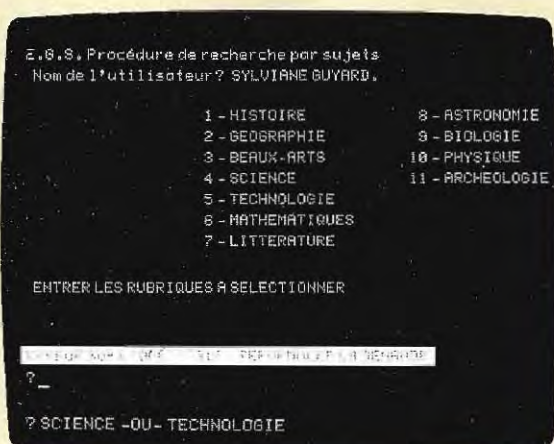 E.G.S. Procédure de recherche par sujets
Nom de l'utilisateur? SYLVIANE GUYARD.
1 - HISTOIRE
2 - GEOGRAPHIE
3 - BEAUX-ARTS
4 - SCIENCE
5 - TECHNOLOGIE
6 - MATHEMATIQUES
7 - LITTERATURE
8 - ASTRONOMIE
9 - BIOLOGIE
10 - PHYSIQUE
11 - ARCHEOLOGIE
ENTRER LES RUBRIQUES A SELECTIONNER
LA DEMANDE
?_
? SCIENCE -OU- TECHNOLOGIE